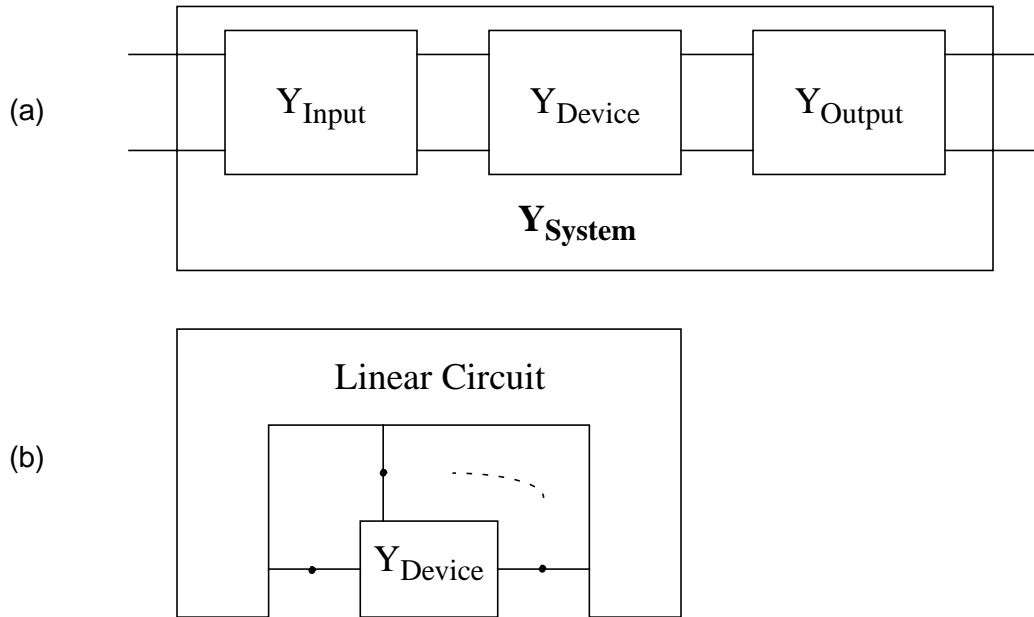 (a)
Y_Input Y_Device Y_Output
Y_System
(b)
Linear Circuit
Y_Device